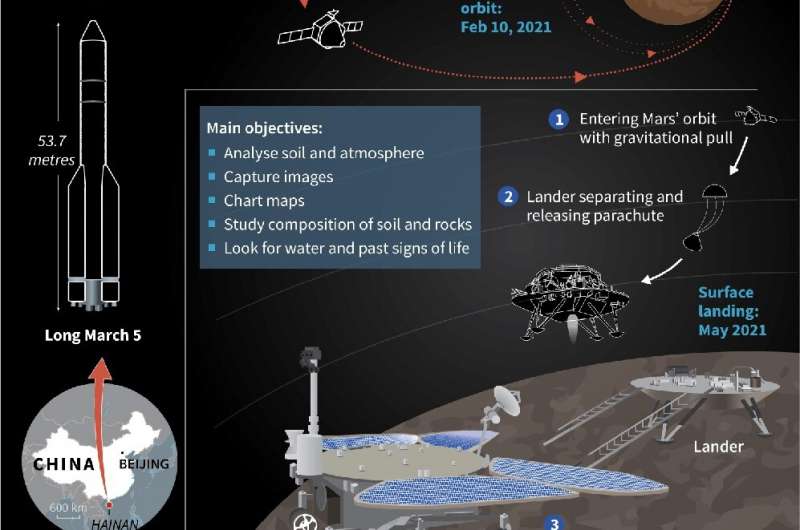 orbit:
Feb 10, 2021
53.7
metres
Long March 5
CHINA
BEIJING
600 km
HAINAN
Main objectives:
Analyse soil and atmosphere
Capture images
Chart maps
Study composition of soil and rocks
Look for water and past signs of life
1 Entering Mars' orbit
with gravitational pull
2 Lander separating and
releasing parachute
Surface
landing:
May 2021
Lander
3